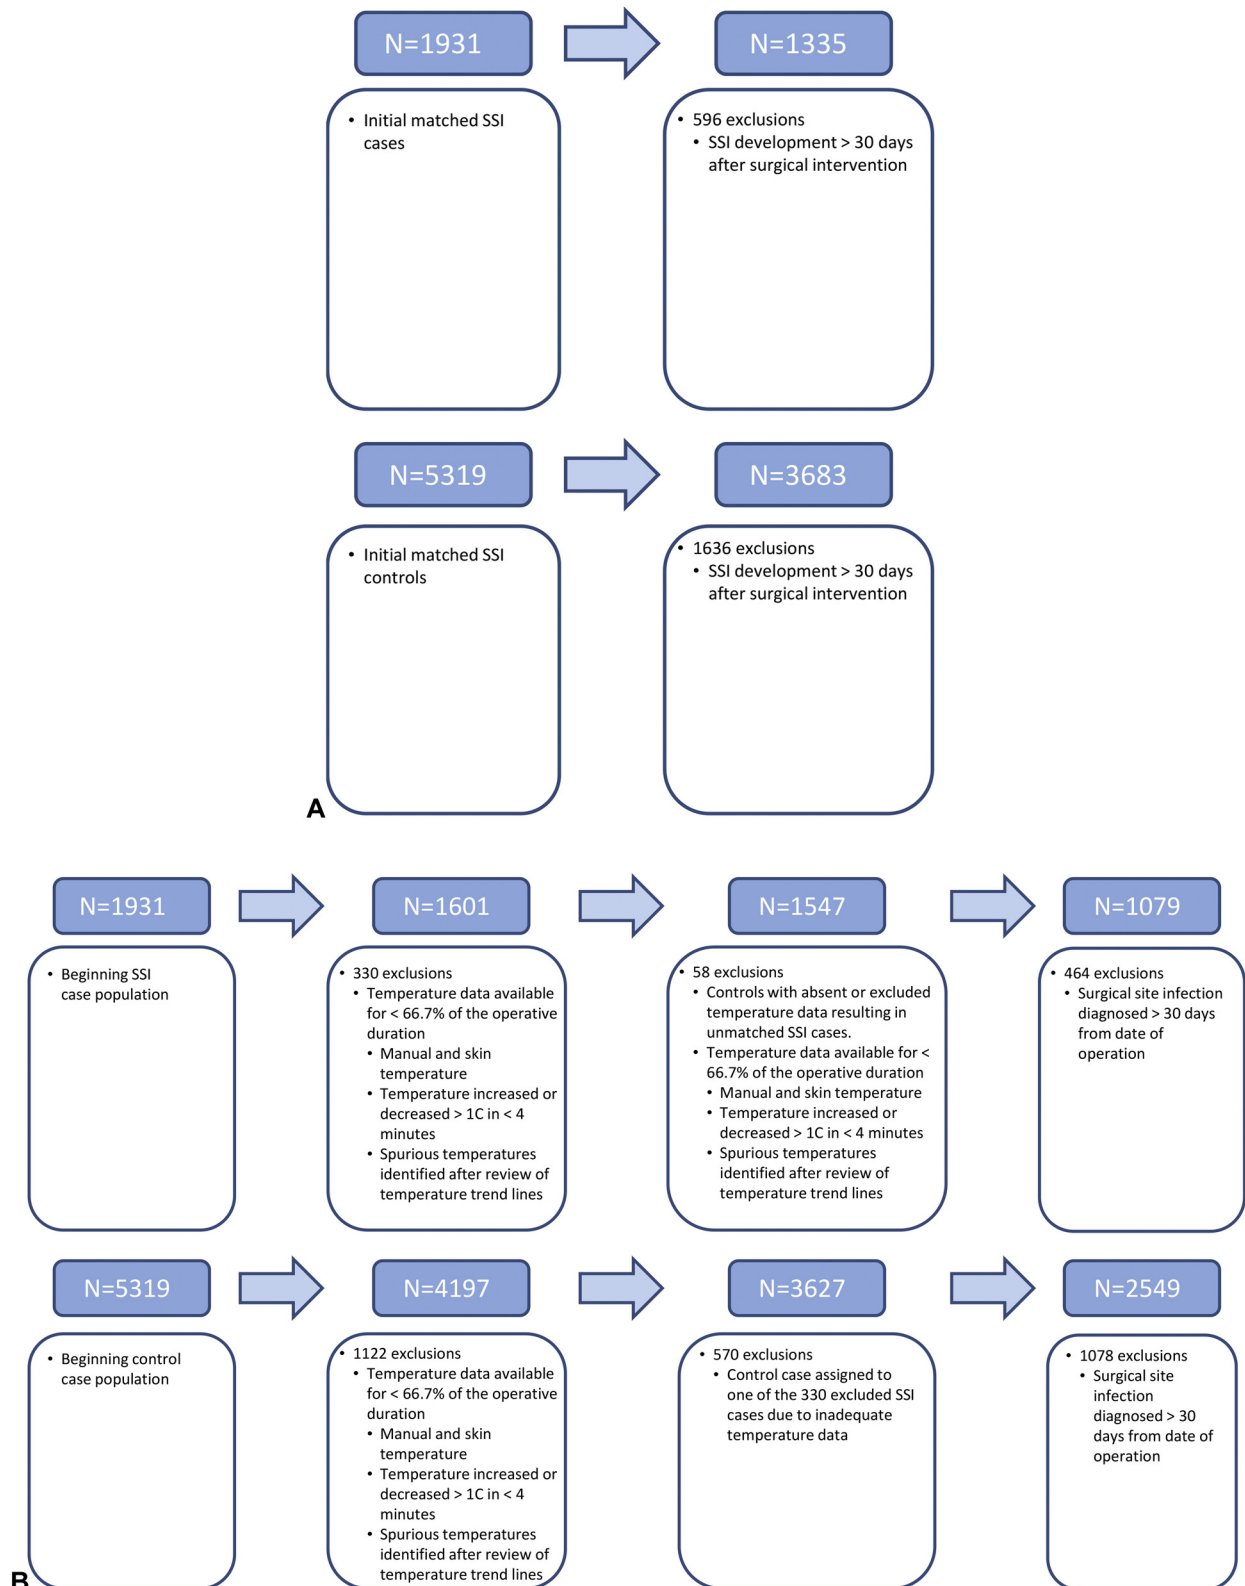 N=1931
N=1335
• Initial matched SSI
cases
• 596 exclusions
• SSI development > 30 days
after surgical intervention
N=5319
N=3683
• Initial matched SSI
controls
• 1636 exclusions
• SSI development > 30 days
after surgical intervention
A
N=1931
N=1601
N=1547
N=1079
• Beginning SSI
case population
• 330 exclusions
• Temperature data available
for < 66.7% of the operative
duration
• Manual and skin
temperature
• Temperature increased or
decreased > 1C in < 4
minutes
• Spurious temperatures
identified after review of
temperature trend lines
• 58 exclusions
• Controls with absent or excluded
temperature data resulting in
unmatched SSI cases.
• Temperature data available for <
66.7% of the operative duration
• Manual and skin temperature
• Temperature increased or
decreased > 1C in < 4 minutes
• Spurious temperatures
identified after review of
temperature trend lines
• 464 exclusions
• Surgical site infection
diagnosed > 30 days
from date of
operation
N=5319
N=4197
N=3627
N=2549
• Beginning control
case population
• 1122 exclusions
• Temperature data available
for < 66.7% of the operative
duration
• Manual and skin
temperature
• Temperature increased or
decreased > 1C in < 4
minutes
• Spurious temperatures
identified after review of
temperature trend lines
• 570 exclusions
• Control case assigned to
one of the 330 excluded SSI
cases due to inadequate
temperature data
• 1078 exclusions
• Surgical site
infection
diagnosed > 30
days from date of
operation
B